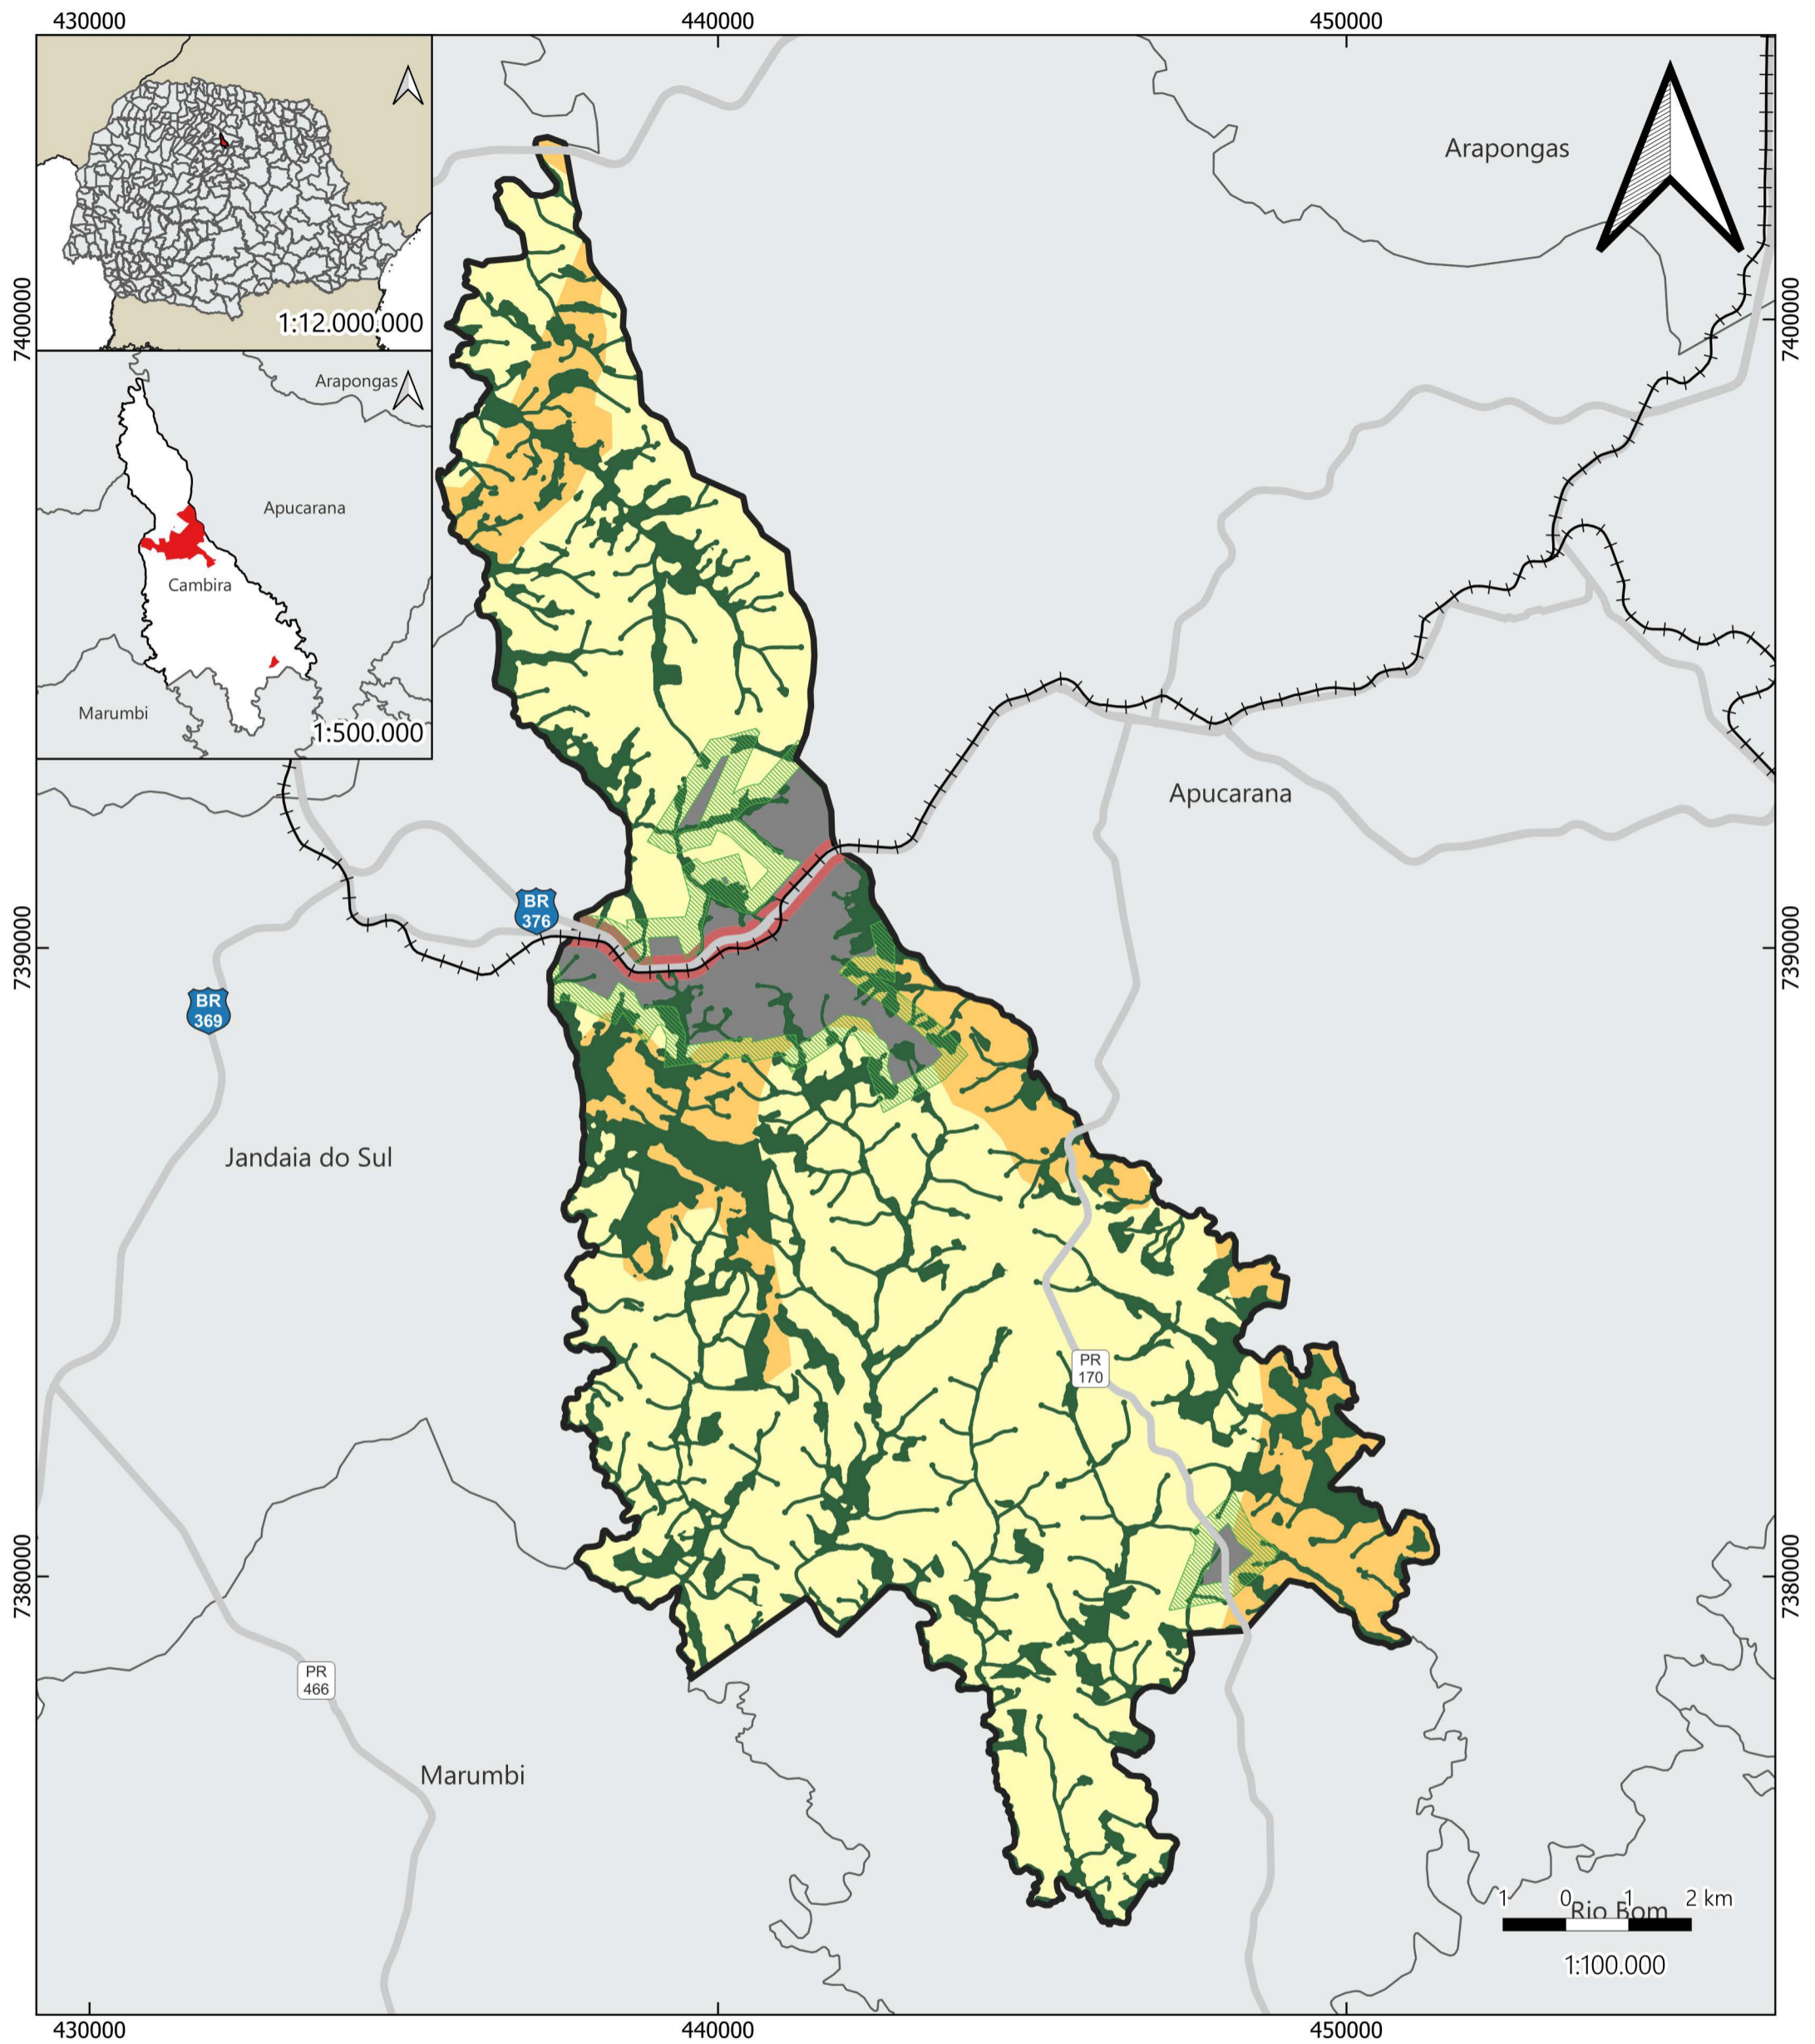 430000
440000
450000
Arapongas
1:12.000.000
7400000
7400000
Arapongas
Apucarana
Cambira
Marumbi
1:500.000
Apucarana
BR
376
7390000
7390000
BR
369
Jandaia do Sul
PR
170
7380000
7380000
PR
466
Marumbi
1 0 1 2 km
Rio Bom
1:100.000
430000
440000
450000